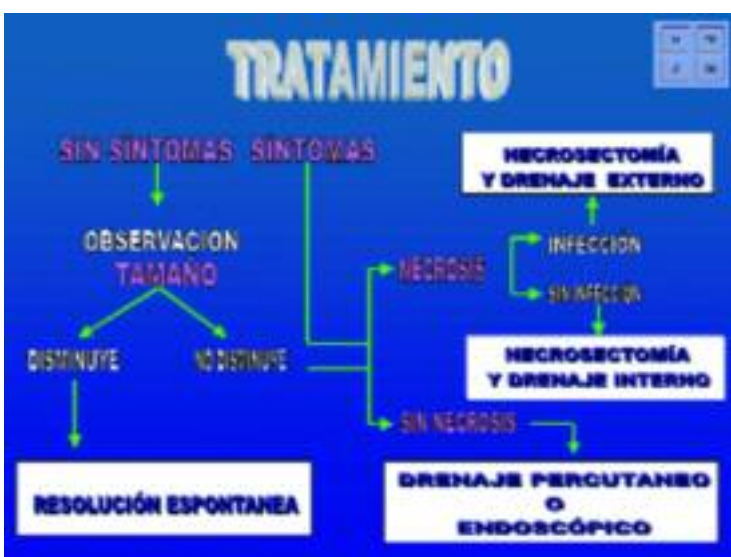 TRATAMIENTO
SIN SINTOMAS SINTOMAS
OBSERVACION
TAMAÑO
DISMINUYE NO DISMINUYE
RESOLUCIÓN ESPONTANEA
NECROSIS
INFECCIÓN
SIN INFECCION
NECROSECTOMÍA
Y DRENAJE EXTERNO
NECROSECTOMÍA
Y DRENAJE INTERNO
SIN NECROSIS
DRENAJE PERCUTANEO
O
ENDOSCÓPICO